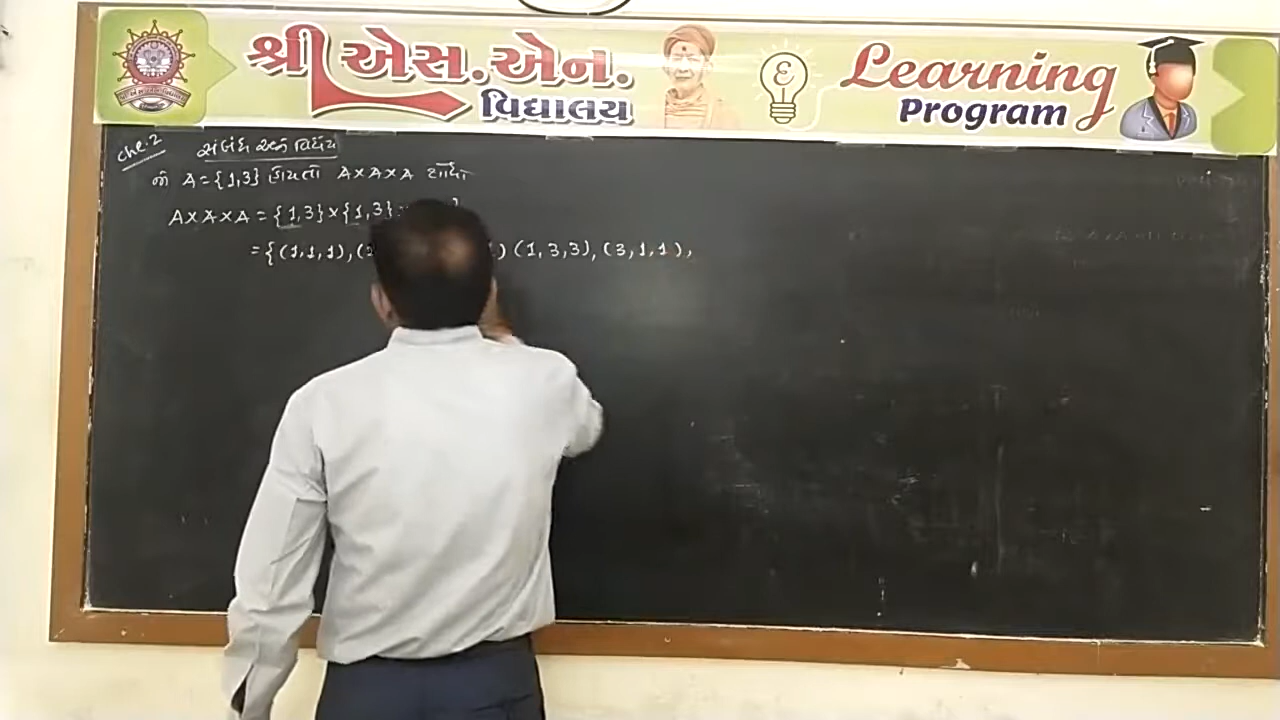 શ્રી એસ.એન.
વિદ્યાલય
Learning
Program
Ch:2 સંબંધ અને વિધેય
જો A={1,3} હોયતો A×A×A શોધો
A×A×A = {1,3}×{1,3}
={(1,1,1),( ) (1,3,3), (3,1,1),